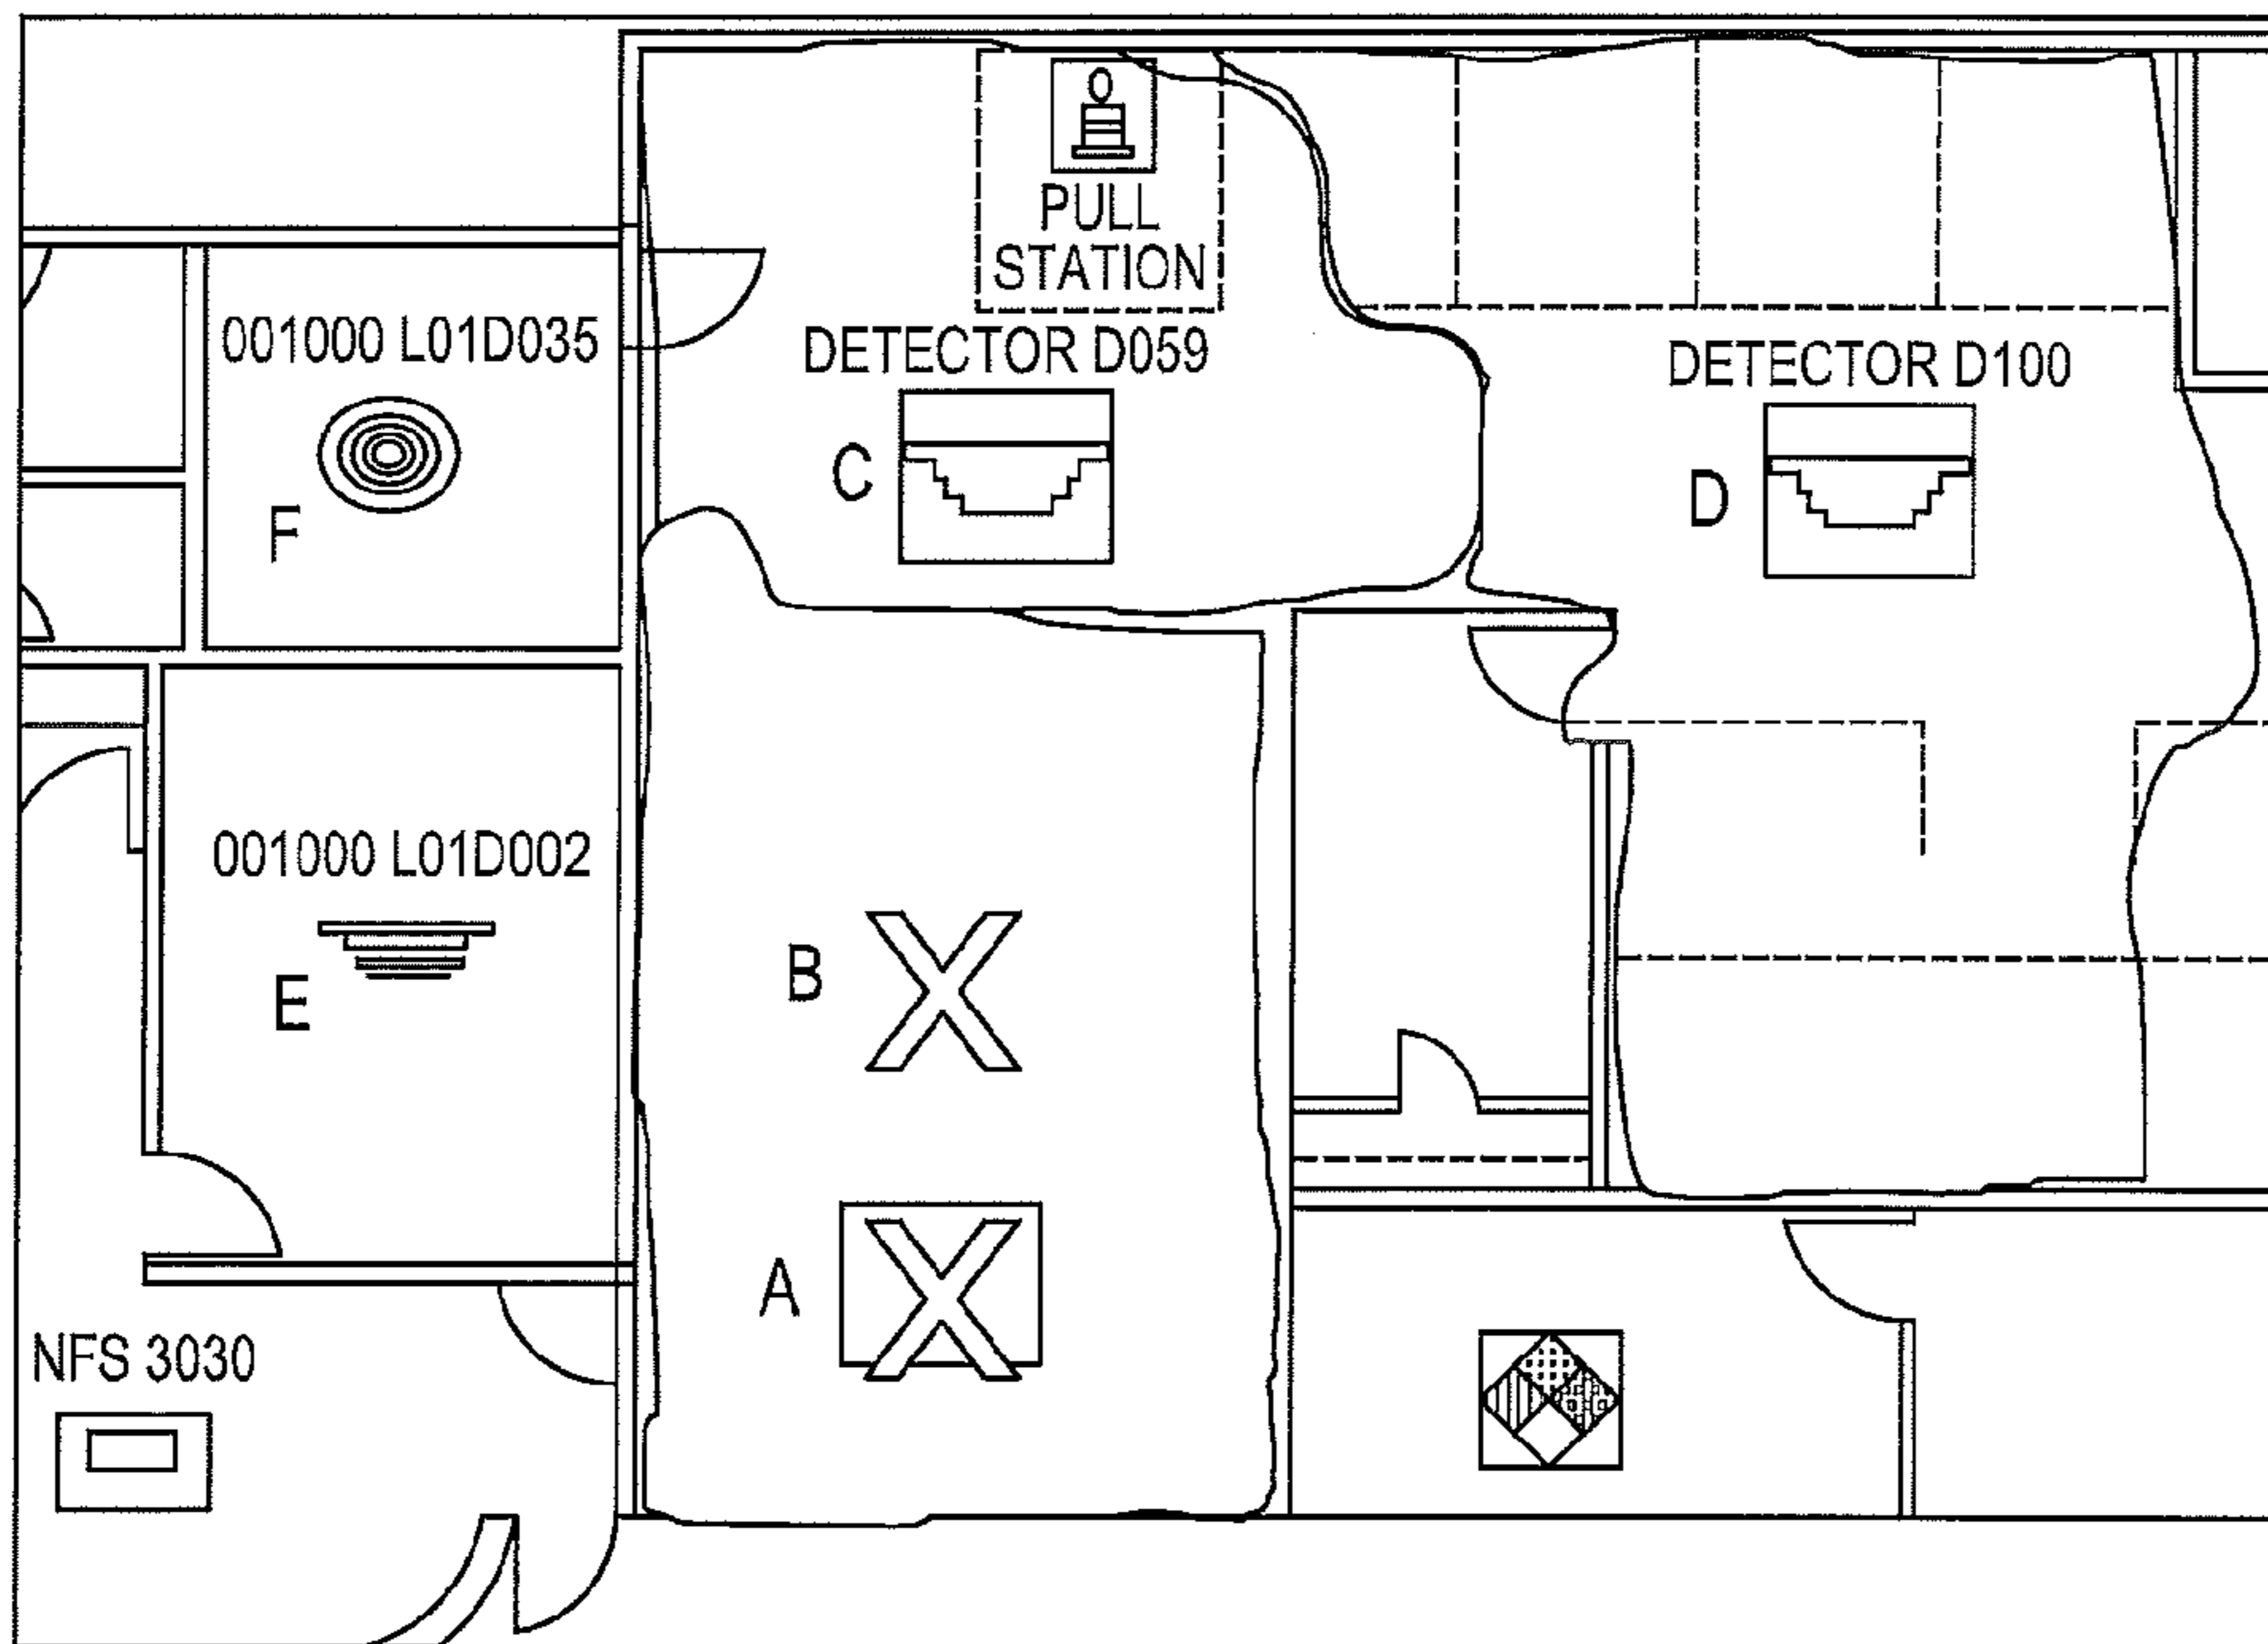 PULL
STATION
001000 L01D035
DETECTOR D059
DETECTOR D100
C
D
F
001000 L01D002
B
E
A
NFS 3030